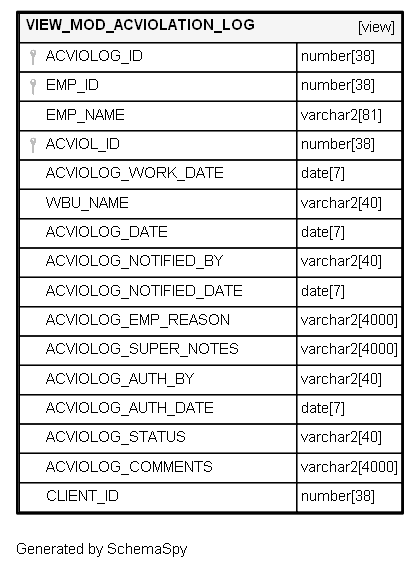 VIEW_MOD_ACVIOLATION_LOG [view]
ACVIOLOG_ID number[38]
EMP_ID number[38]
EMP_NAME varchar2[81]
ACVIOL_ID number[38]
ACVIOLOG_WORK_DATE date[7]
WBU_NAME varchar2[40]
ACVIOLOG_DATE date[7]
ACVIOLOG_NOTIFIED_BY varchar2[40]
ACVIOLOG_NOTIFIED_DATE date[7]
ACVIOLOG_EMP_REASON varchar2[4000]
ACVIOLOG_SUPER_NOTES varchar2[4000]
ACVIOLOG_AUTH_BY varchar2[40]
ACVIOLOG_AUTH_DATE date[7]
ACVIOLOG_STATUS varchar2[40]
ACVIOLOG_COMMENTS varchar2[4000]
CLIENT_ID number[38]
Generated by SchemaSpy